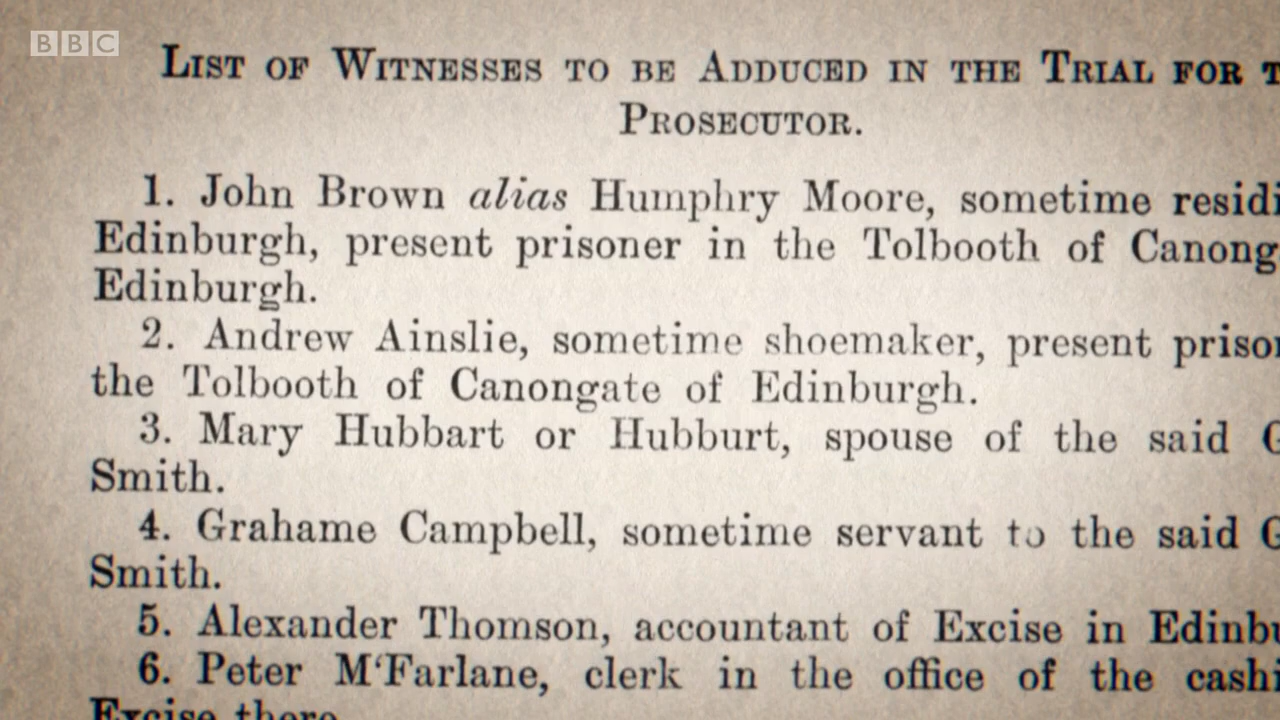 BBC
LIST OF WITNESSES TO BE ADDUCED IN THE TRIAL FOR T
PROSECUTOR.
1. John Brown alias Humphry Moore, sometime residi
Edinburgh, present prisoner in the Tolbooth of Canong
Edinburgh.
2. Andrew Ainslie, sometime shoemaker, present prison
the Tolbooth of Canongate of Edinburgh.
3. Mary Hubbart or Hubburt, spouse of the said G
Smith.
4. Grahame Campbell, sometime servant to the said G
Smith.
5. Alexander Thomson, accountant of Excise in Edinbu
6. Peter M‘Farlane, clerk in the office of the cashi
Excise there